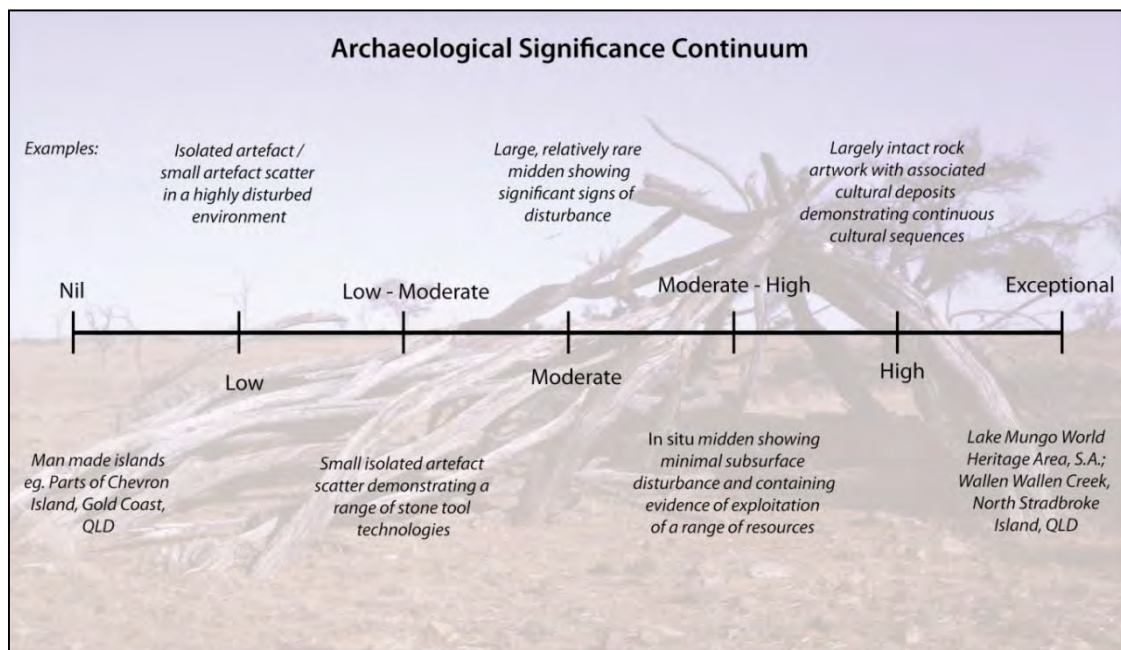 Archaeological Significance Continuum
Examples:
Isolated artefact /
small artefact scatter
in a highly disturbed
environment
Large, relatively rare
midden showing
significant signs of
disturbance
Largely intact rock
artwork with associated
cultural deposits
demonstrating continuous
cultural sequences
Nil
Low - Moderate
Moderate - High
Exceptional
Low
Moderate
High
Man made islands
eg. Parts of Chevron
Island, Gold Coast,
QLD
Small isolated artefact
scatter demonstrating a
range of stone tool
technologies
In situ midden showing
minimal subsurface
disturbance and containing
evidence of exploitation
of a range of resources
Lake Mungo World
Heritage Area, S.A.;
Wallen Wallen Creek,
North Stradbroke
Island, QLD